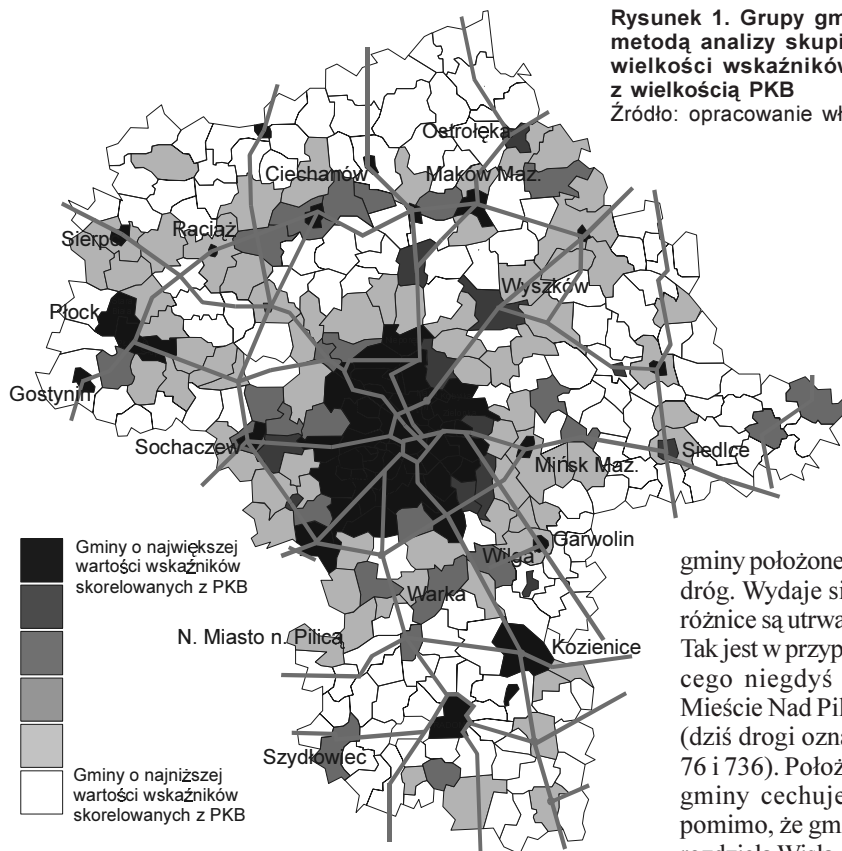 Rysunek 1. Grupy gm
metodą analizy skupi
wielkości wskaźników
z wielkością PKB
Źródło: opracowanie wł
Ostrołęka
Ciechanów
Maków Maz.
Sierpc
Raciąż
Wyszków
Płock
Gostynin
Sochaczew
Mińsk Maz.
Siedlce
Garwolin
Wilga
Warka
N. Miasto n. Pilicą
Kozienice
Szydłowiec
Gminy o największej
wartości wskaźników
skorelowanych z PKB
Gminy o najniższej
wartości wskaźników
skorelowanych z PKB
gminy położone
dróg. Wydaje si
różnice są utrwa
Tak jest w przyp
cego niegdyś
Mieście Nad Pil
(dziś drogi ozna
76 i 736). Położ
gminy cechuje
pomimo, że gm